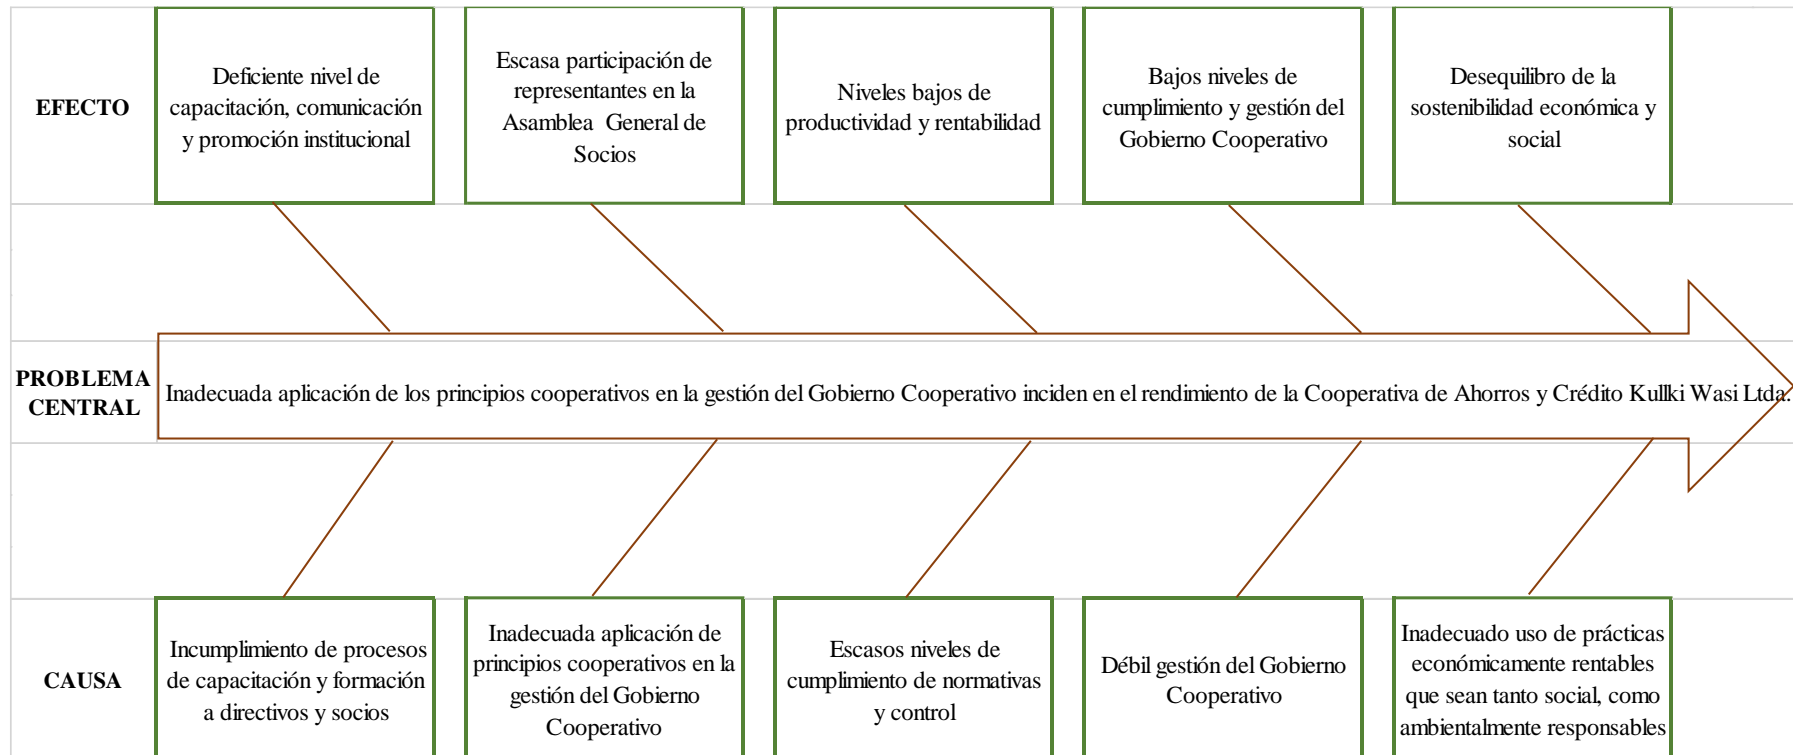 EFECTO
Deficiente nivel de
capacitación, comunicación
y promoción institucional
Escasa participación de
representantes en la
Asamblea General de
Socios
Niveles bajos de
productividad y rentabilidad
Bajos niveles de
cumplimiento y gestión del
Gobierno Cooperativo
Desequilibro de la
sostenibilidad económica y
social
PROBLEMA
CENTRAL
Inadecuada aplicación de los principios cooperativos en la gestión del Gobierno Cooperativo inciden en el rendimiento de la Cooperativa de Ahorros y Crédito Kullki Wasi Ltda.
CAUSA
Incumplimiento de procesos
de capacitación y formación
a directivos y socios
Inadecuada aplicación de
principios cooperativos en la
gestión del Gobierno
Cooperativo
Escasos niveles de
cumplimiento de normativas
y control
Débil gestión del Gobierno
Cooperativo
Inadecuado uso de prácticas
económicamente rentables
que sean tanto social, como
ambientalmente responsables